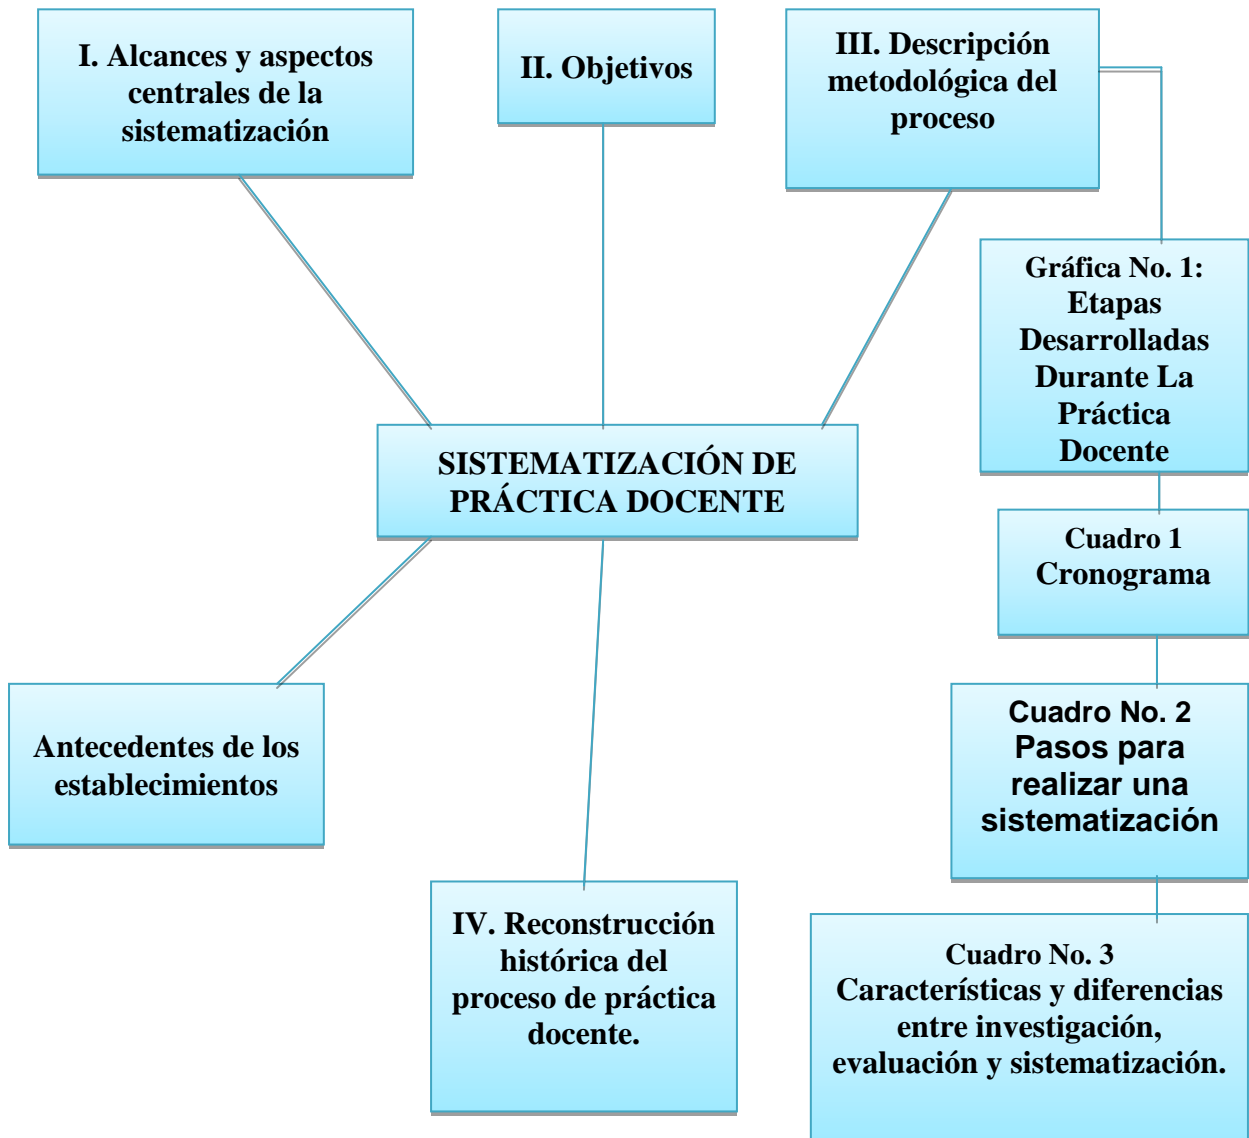 I. Alcances y aspectos
centrales de la
sistematización
II. Objetivos
III. Descripción
metodológica del
proceso
Gráfica No. 1:
Etapas
Desarrolladas
Durante La
Práctica
Docente
SISTEMATIZACIÓN DE
PRÁCTICA DOCENTE
Cuadro 1
Cronograma
Antecedentes de los
establecimientos
Cuadro No. 2
Pasos para
realizar una
sistematización
IV. Reconstrucción
histórica del
proceso de práctica
docente.
Cuadro No. 3
Características y diferencias
entre investigación,
evaluación y sistematización.